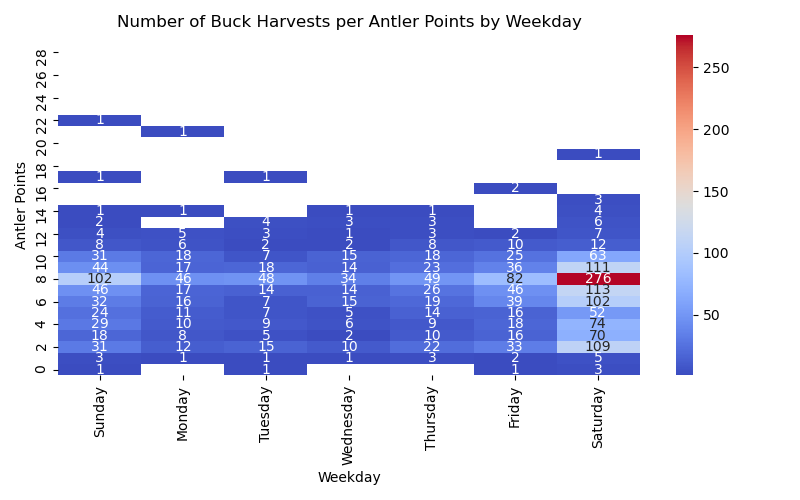 Number of Buck Harvests per Antler Points by Weekday
Antler Points
28
26
24
22 1
1
20
1
18
1 1
16 2
3
14 1 1 1 1 4
2 4 3 3 6
12 4 5 3 1 3 2 7
8 6 2 2 8 10 12
10 31 18 7 15 18 25 63
44 17 18 14 23 36 111
8 102 46 48 34 49 82 276
46 17 14 14 26 46 113
6 32 16 7 15 19 39 102
24 11 7 5 14 16 52
4 29 10 9 6 9 18 74
18 8 5 2 10 16 70
2 31 12 15 10 22 33 109
3 1 1 1 3 2 5
0 1 1 1 3
Sunday Monday Tuesday Wednesday Thursday Friday Saturday
Weekday
250
200
150
100
50